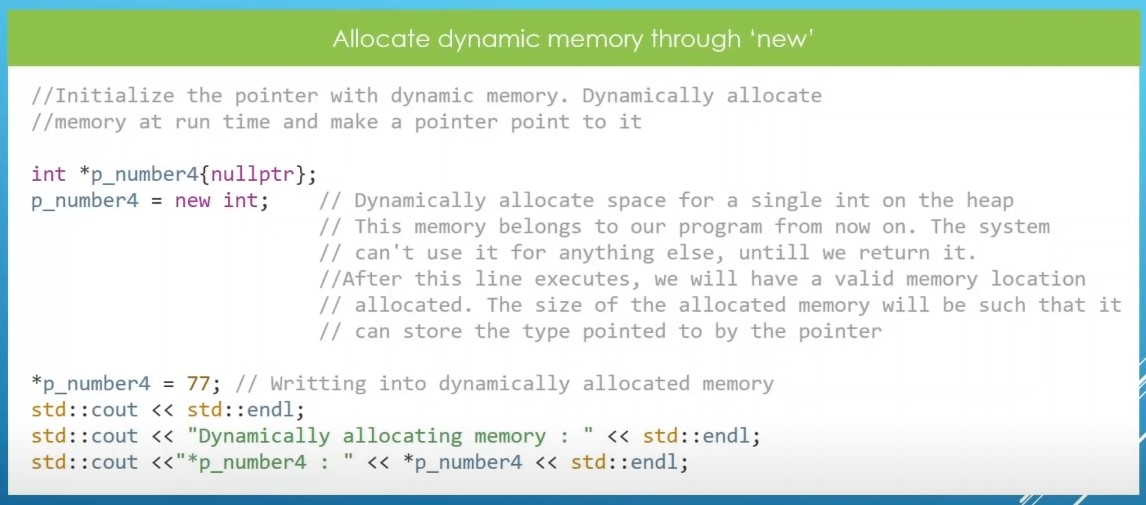 Allocate dynamic memory through ‘new’
//Initialize the pointer with dynamic memory. Dynamically allocate
//memory at run time and make a pointer point to it
int *p_number4{nullptr};
p_number4 = new int;    // Dynamically allocate space for a single int on the heap
// This memory belongs to our program from now on. The system
// can't use it for anything else, untill we return it.
//After this line executes, we will have a valid memory location
// allocated. The size of the allocated memory will be such that it
// can store the type pointed to by the pointer
*p_number4 = 77; // Writting into dynamically allocated memory
std::cout << std::endl;
std::cout << "Dynamically allocating memory : " << std::endl;
std::cout <<"*p_number4 : " << *p_number4 << std::endl;